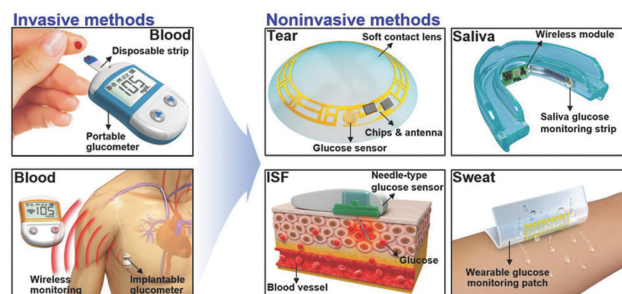 Invasive methods
Blood
Disposable strip
105
Portable
glucometer
Blood
105
Wireless
monitoring
Implantable
glucometer
Noninvasive methods
Tear
Soft contact lens
Chips & antenna
Glucose sensor
Saliva
Wireless module
Saliva glucose
monitoring strip
ISF
Needle-type
glucose sensor
Glucose
Blood vessel
Sweat
Wearable glucose
monitoring patch